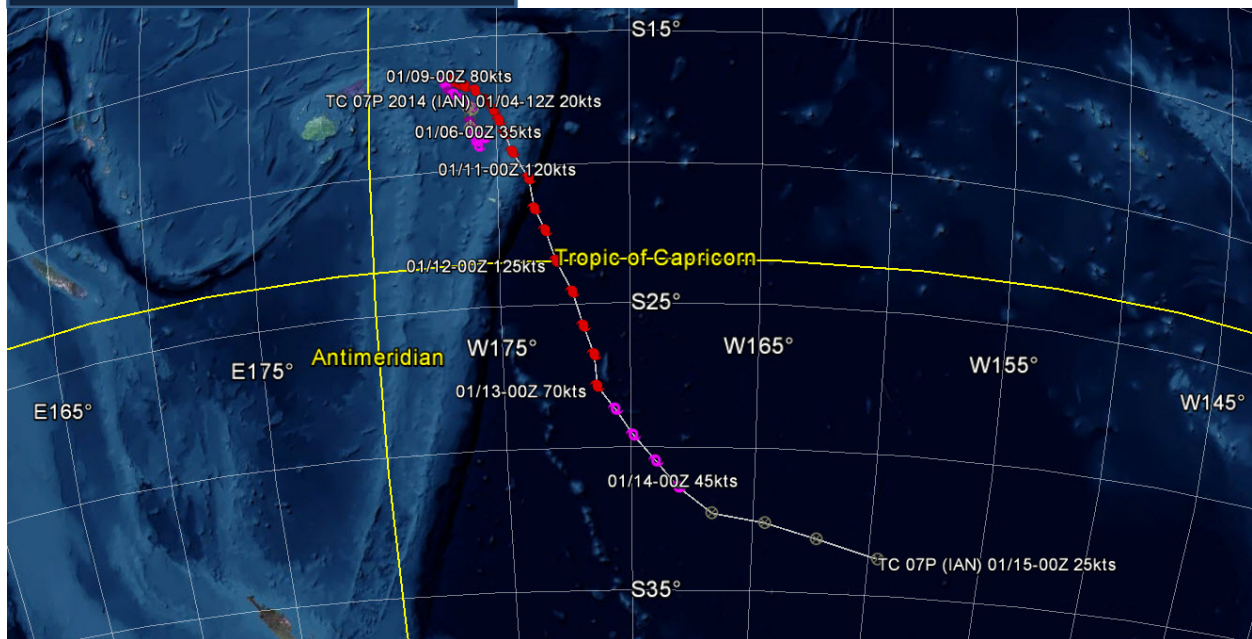 S15°
01/09-00Z 80kts
TC 07P 2014 (IAN) 01/04-12Z 20kts
01/06-00Z 35kts
01/11-00Z 120kts
Tropic-of-Capricorn
01/12-00Z 125kts
S25°
W175°
W165°
Antimeridian
E175°
W155°
01/13-00Z 70kts
W145°
E165°
01/14-00Z 45kts
TC 07P (IAN) 01/15-00Z 25kts
S35°